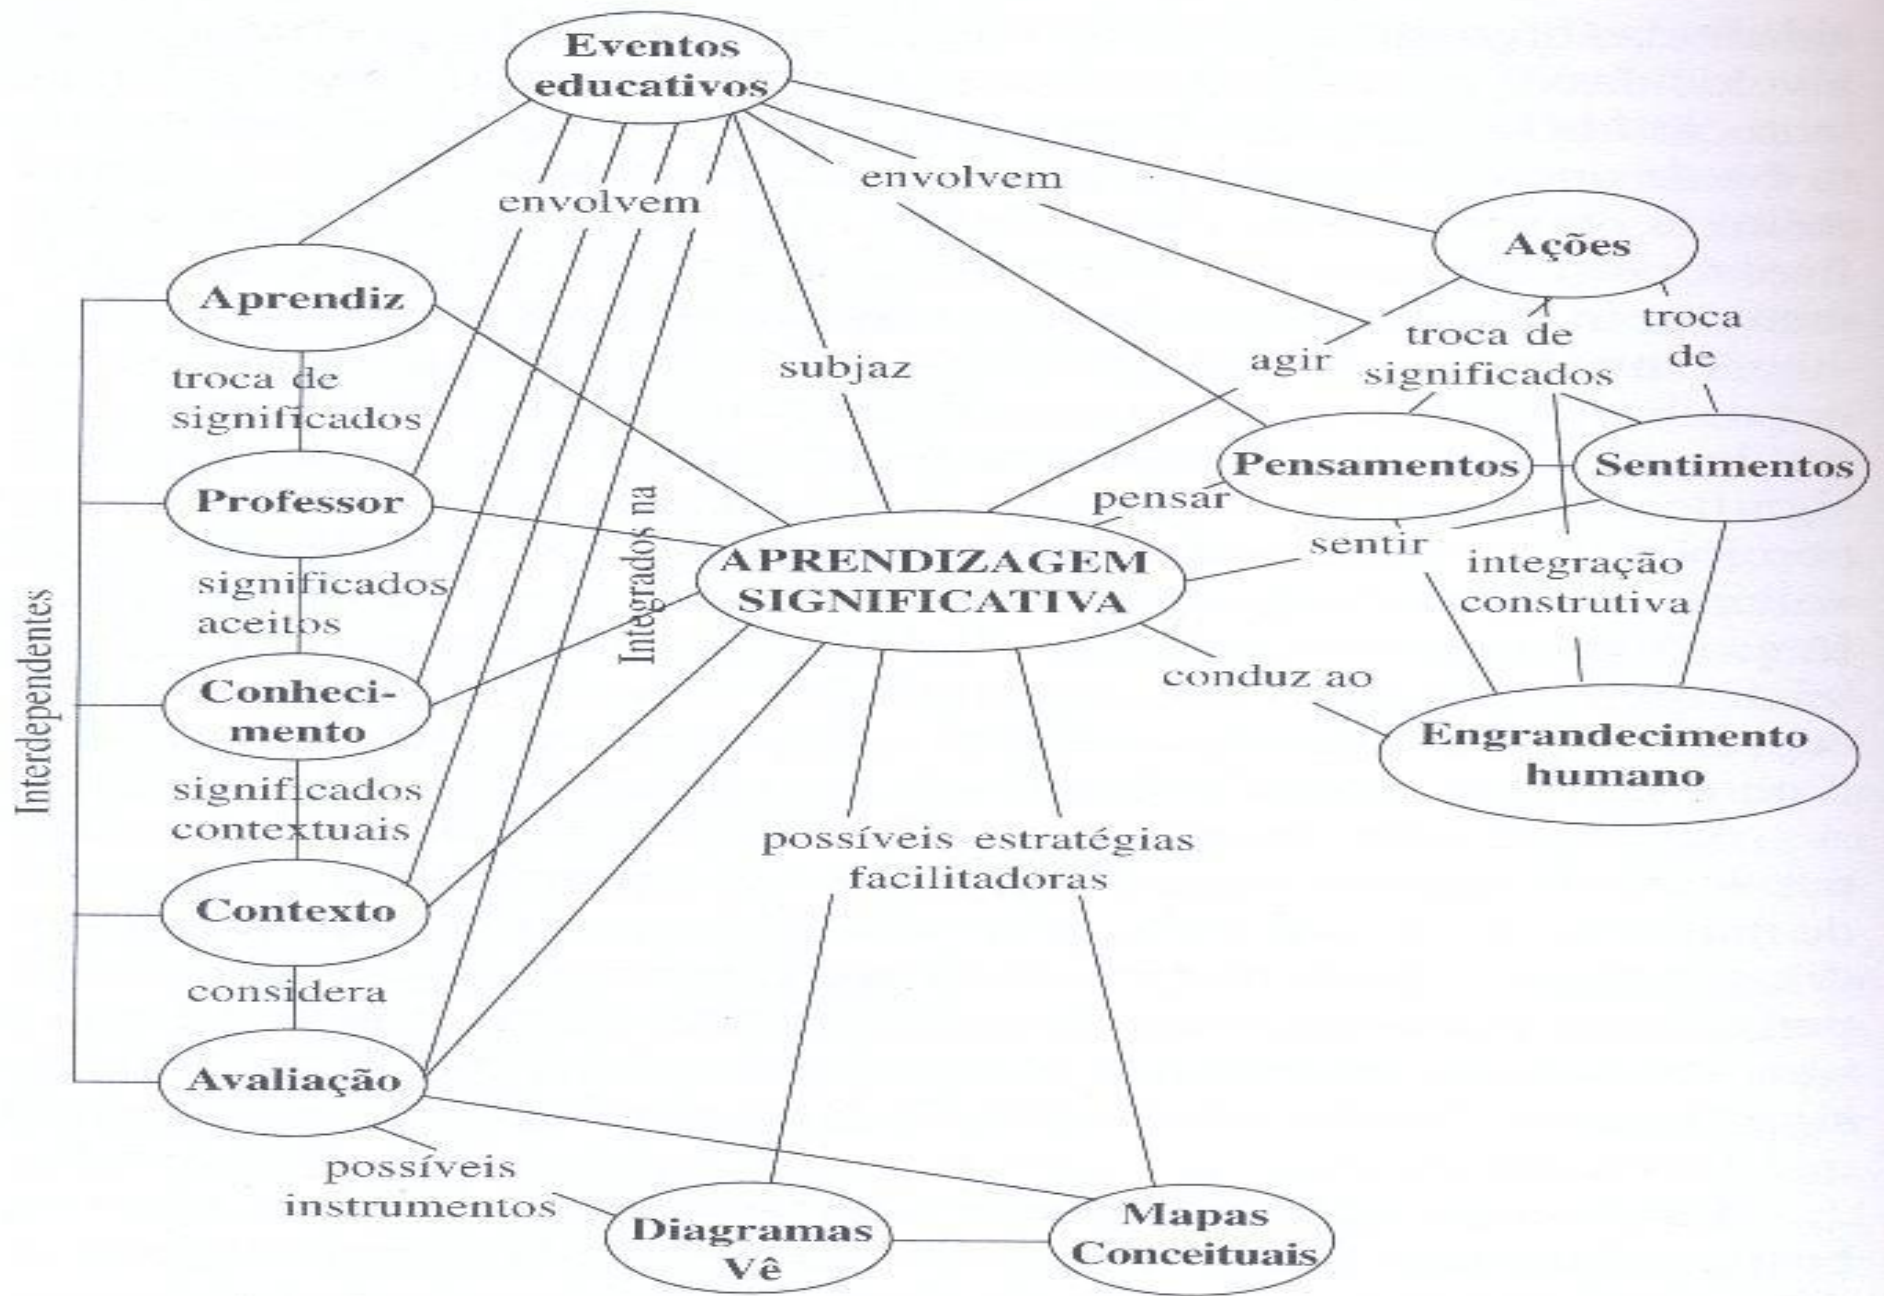 Eventos
educativos
envolvem
envolvem
Ações
Aprendiz
troca de
significados
troca
de
agir
subjaz
troca de
significados
Pensamentos
Sentimentos
pensar
Professor
Integrados na
sentir
APRENDIZAGEM
SIGNIFICATIVA
integração
construtiva
significados
aceitos
Interdependentes
conduz ao
Conheci-
mento
Engrandecimento
humano
significados
contextuais
possíveis estratégias
facilitadoras
Contexto
considera
Avaliação
possíveis
instrumentos
Diagramas
Vê
Mapas
Conceituais